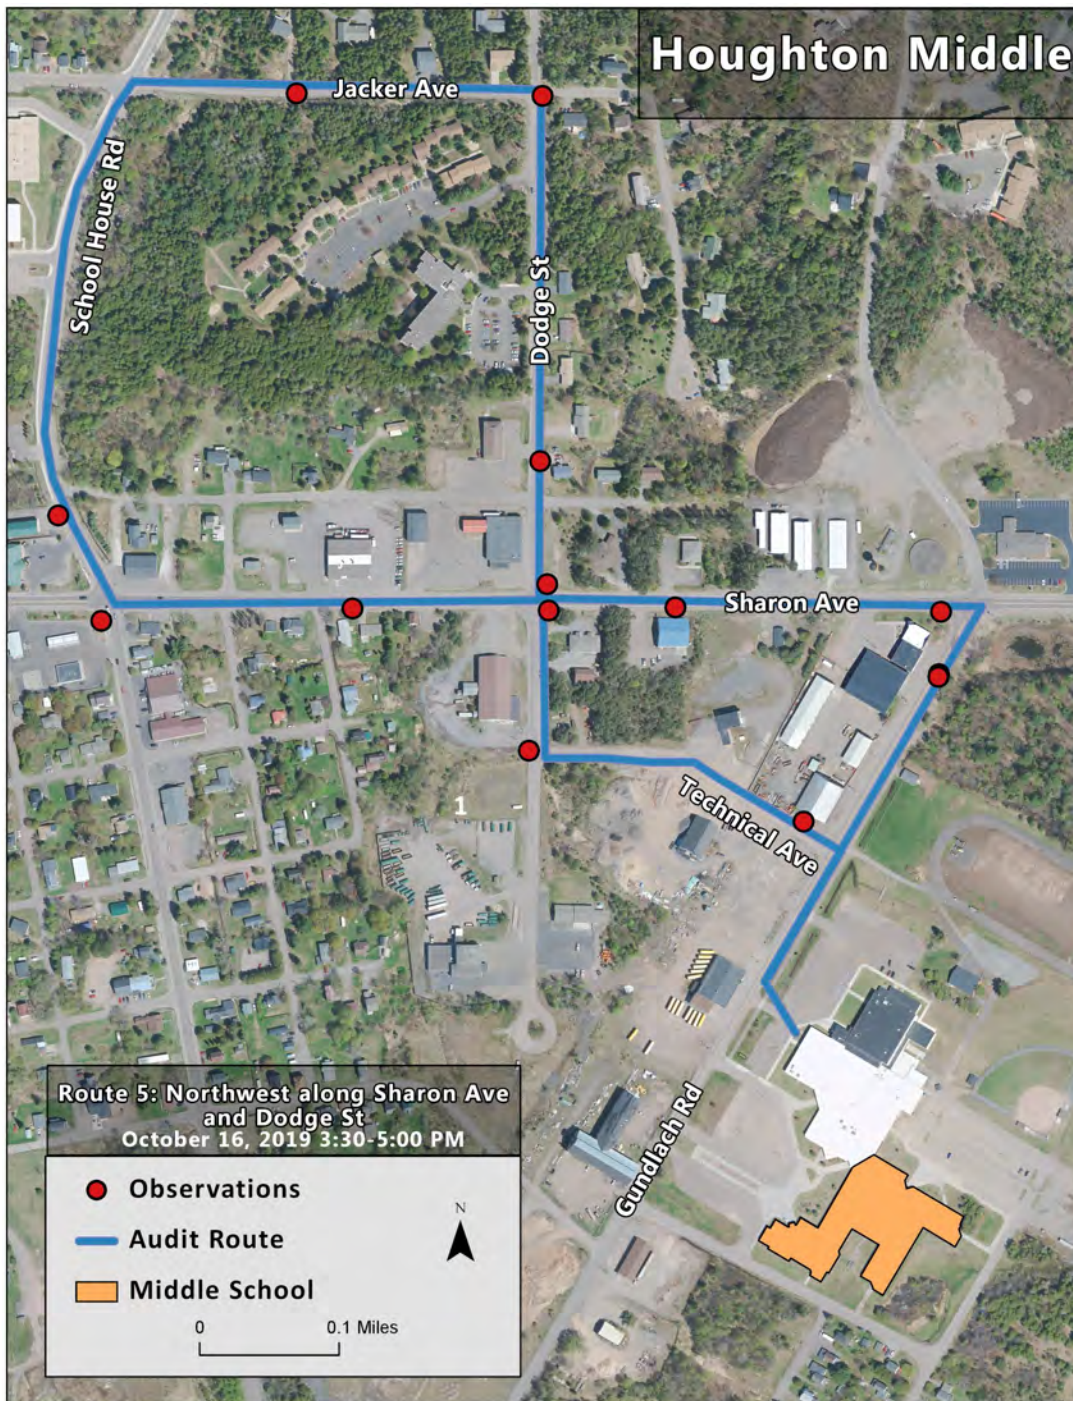 Houghton Middle
Jacker Ave
School House Rd
Dodge St
Sharon Ave
Technical Ave
1
Gundlach Rd
Route 5: Northwest along Sharon Ave
and Dodge St
October 16, 2019 3:30-5:00 PM
Observations
N
Audit Route
Middle School
0 0.1 Miles